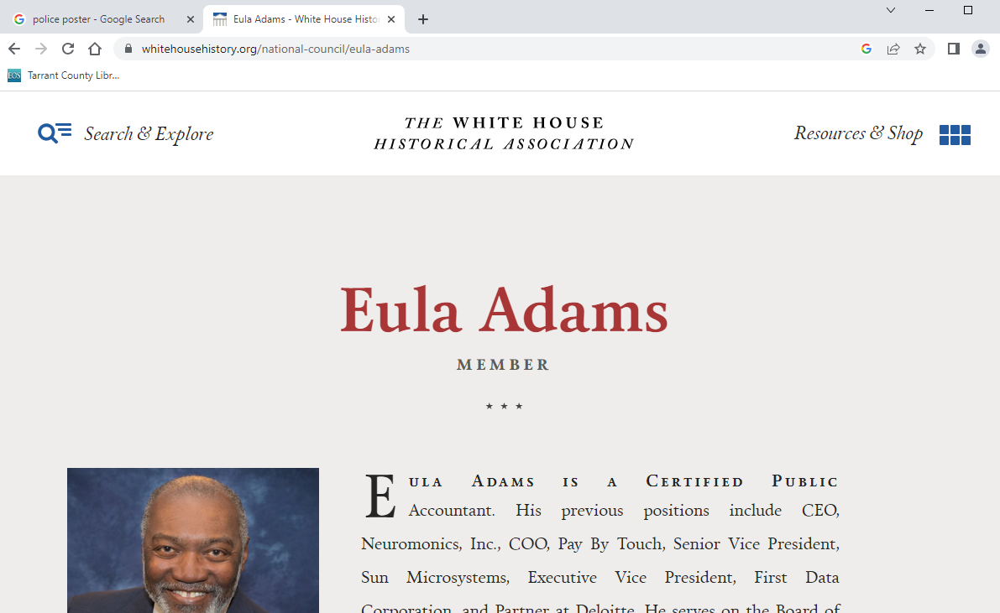 police poster - Google Search
Eula Adams - White House Histo
whitehousehistory.org/national-council/eula-adams
EOS
Tarrant County Libr...
Search & Explore
THE WHITE HOUSE
HISTORICAL ASSOCIATION
Resources & Shop
Eula Adams
MEMBER
Eula Adams is a Certified Public
Accountant. His previous positions include CEO,
Neuromonics, Inc., COO, Pay By Touch, Senior Vice President,
Sun Microsystems, Executive Vice President, First Data
Corporation, and Partner at Deloitte. He serves on the Board of